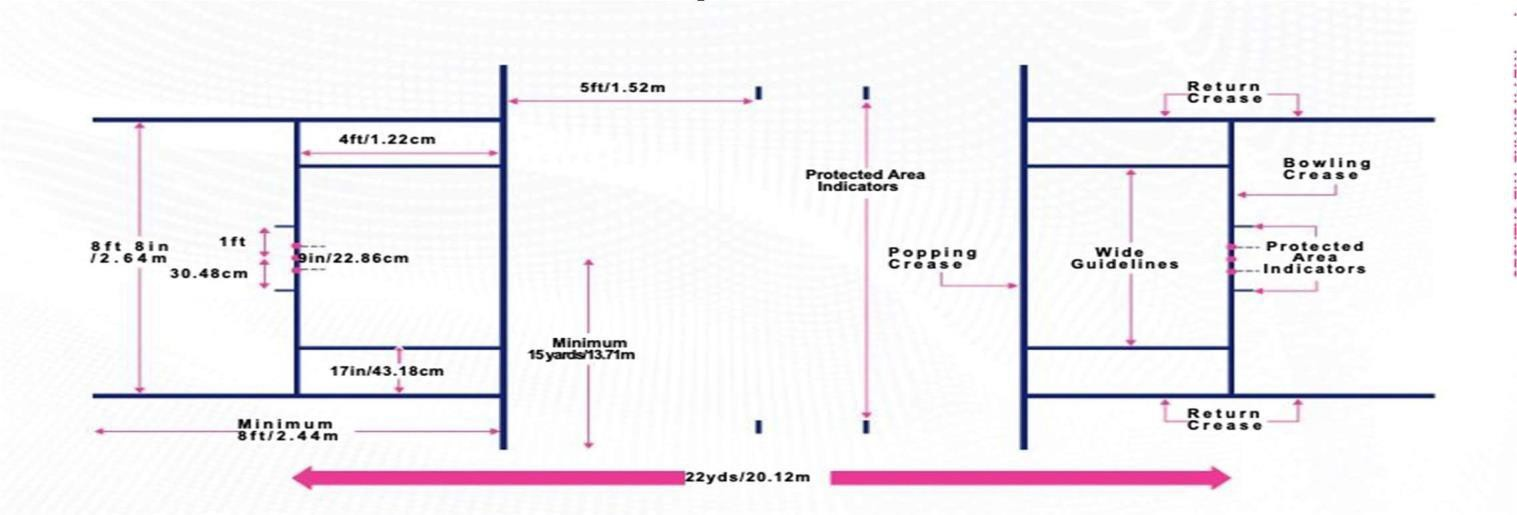 5ft/1.52m
Return
Crease
4ft/1.22cm
Bowling
Crease
Protected Area
Indicators
8ft 8in
/2.64m
1ft
30.48cm
9in/22.86cm
Popping
Crease
Wide
Guidelines
Protected
Area
Indicators
Minimum
15yards/13.71m
17in/43.18cm
Minimum
8ft/2.44m
Return
Crease
22yds/20.12m